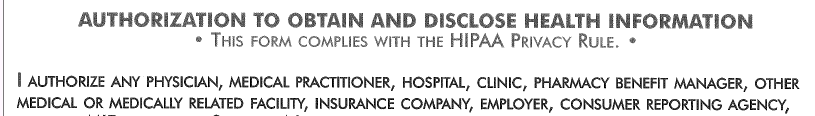 AUTHORIZATION TO OBTAIN AND DISCLOSE HEALTH INFORMATION
• THIS FORM COMPLIES WITH THE HIPAA PRIVACY RULE. •
I AUTHORIZE ANY PHYSICIAN, MEDICAL PRACTITIONER, HOSPITAL, CLINIC, PHARMACY BENEFIT MANAGER, OTHER
MEDICAL OR MEDICALLY RELATED FACILITY, INSURANCE COMPANY, EMPLOYER, CONSUMER REPORTING AGENCY,